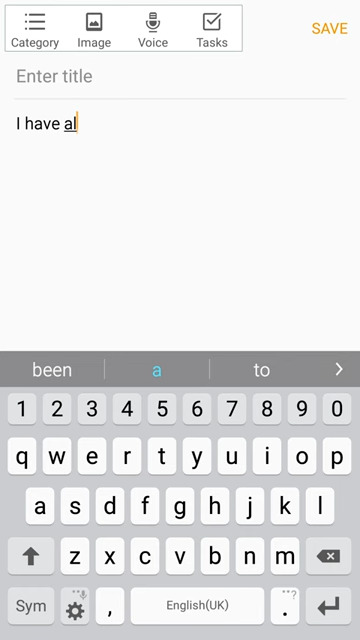 Category Image Voice Tasks SAVE
Enter title
I have al
been a to >
1 2 3 4 5 6 7 8 9 0
q w e r t y u i o p
a s d f g h j k l
z x c v b n m
Sym , English(UK) .